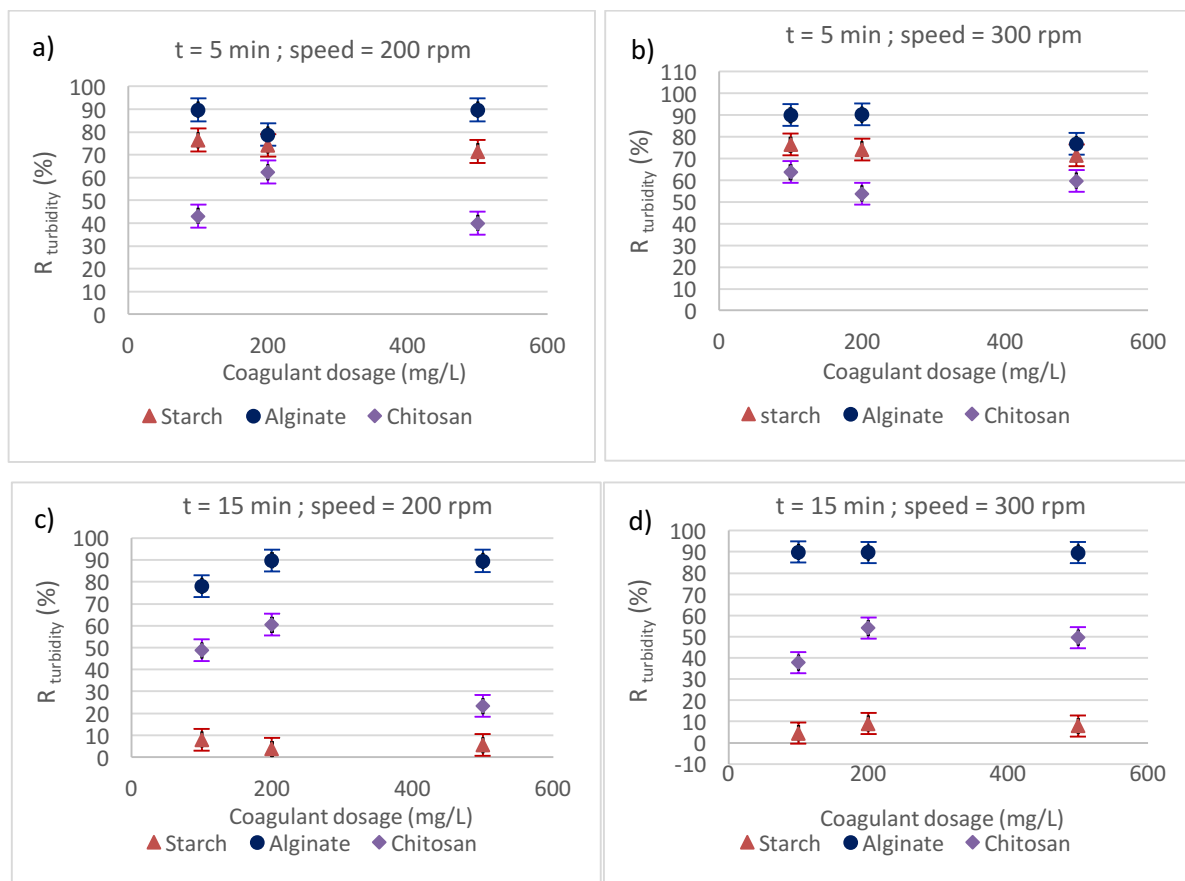 a)
t = 5 min ; speed = 200 rpm
100
90
80
70
60
50
40
30
20
10
0
R turbidity (%)
0 200 400 600
Coagulant dosage (mg/L)
Starch Alginate Chitosan
b)
t = 5 min ; speed = 300 rpm
110
100
90
80
70
60
50
40
30
20
10
0
R turbidity (%)
0 200 400 600
Coagulant dosage (mg/L)
starch Alginate Chitosan
c)
t = 15 min ; speed = 200 rpm
100
90
80
70
60
50
40
30
20
10
0
R turbidity (%)
0 200 400 600
Coagulant dosage (mg/L)
Starch Alginate Chitosan
d)
t = 15 min ; speed = 300 rpm
100
90
80
70
60
50
40
30
20
10
0
-10
R turbidity (%)
0 200 400 600
Coagulant dosage (mg/L)
Starch Alginate Chitosan